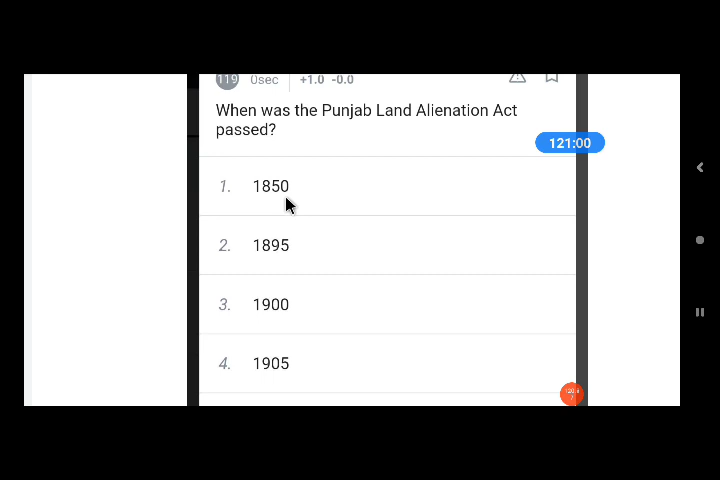 119 0sec +1.0 -0.0
When was the Punjab Land Alienation Act
passed?
121:00
1. 1850
2. 1895
3. 1900
4. 1905